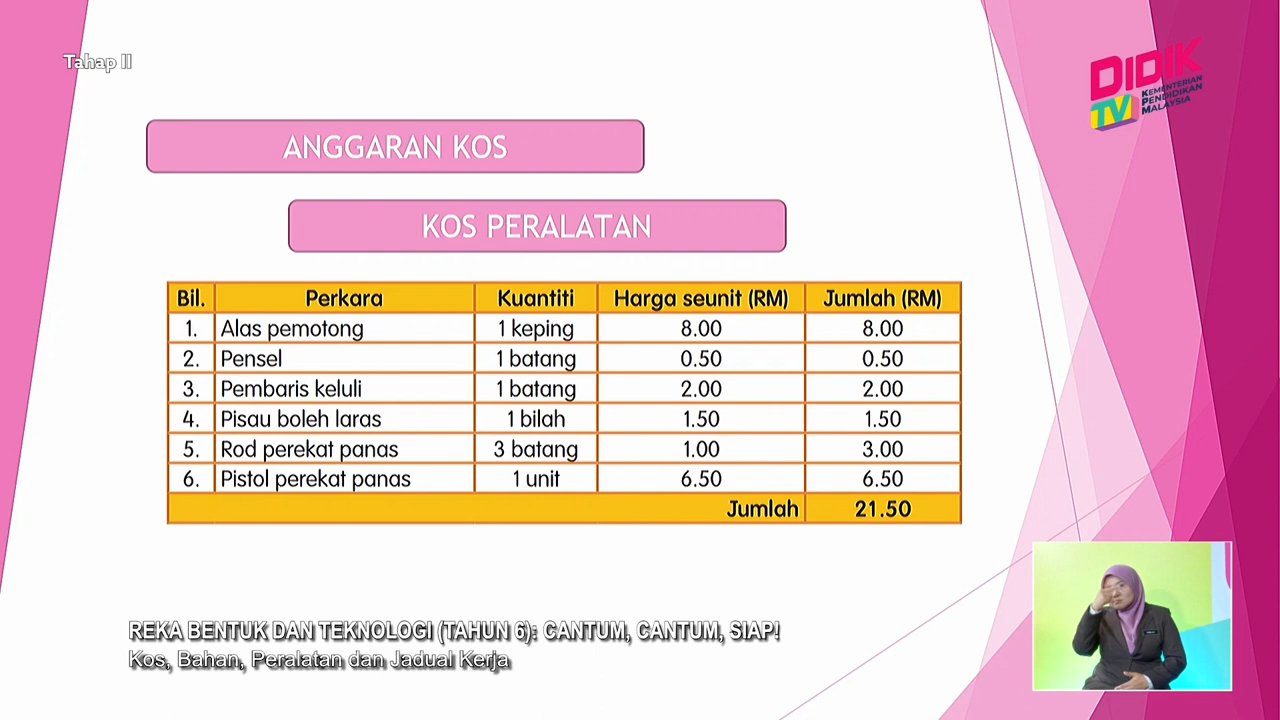 Tahap II
DIDIK
TV
KEMENTERIAN
PENDIDIKAN
MALAYSIA
ANGGARAN KOS
KOS PERALATAN
Bil. Perkara Kuantiti Harga seunit (RM) Jumlah (RM)
1. Alas pemotong 1 keping 8.00 8.00
2. Pensel 1 batang 0.50 0.50
3. Pembaris keluli 1 batang 2.00 2.00
4. Pisau boleh laras 1 bilah 1.50 1.50
5. Rod perekat panas 3 batang 1.00 3.00
6. Pistol perekat panas 1 unit 6.50 6.50
Jumlah 21.50
REKA BENTUK DAN TEKNOLOGI (TAHUN 6): CANTUM, CANTUM, SIAP!
Kos, Bahan, Peralatan dan Jadual Kerja